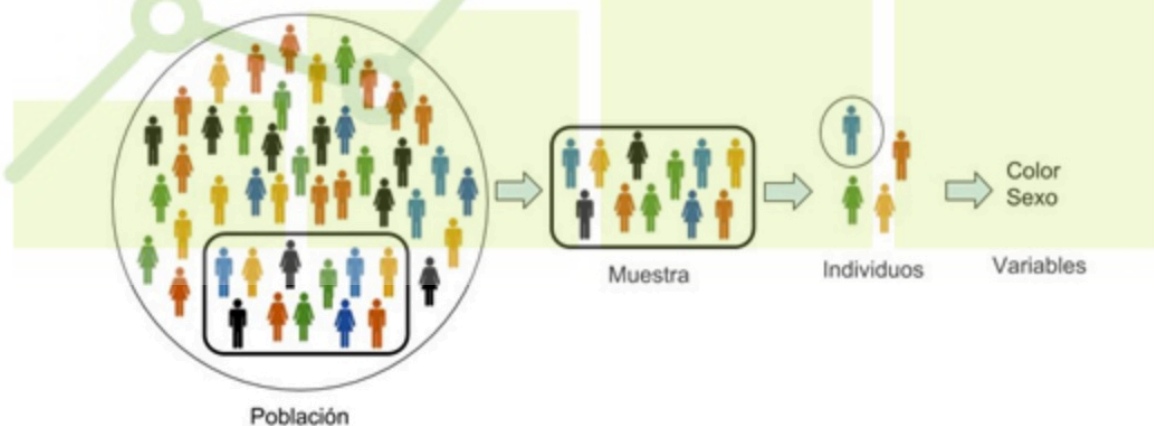 Color
Sexo
Muestra
Individuos
Variables
Población